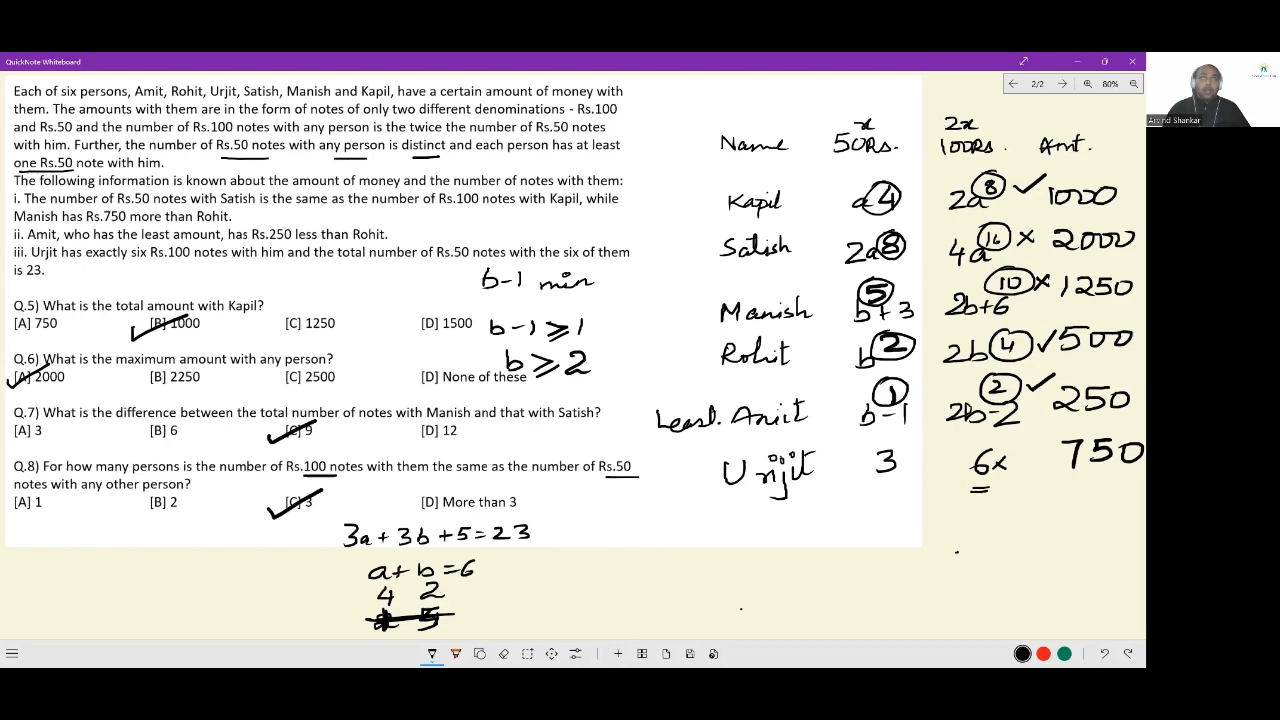 QuickNote Whiteboard
2/2
80%
Arvind Shankar
Each of six persons, Amit, Rohit, Urjit, Satish, Manish and Kapil, have a certain amount of money with
them. The amounts with them are in the form of notes of only two different denominations - Rs.100
and Rs.50 and the number of Rs.100 notes with any person is the twice the number of Rs.50 notes
with him. Further, the number of Rs.50 notes with any person is distinct and each person has at least
one Rs.50 note with him.
The following information is known about the amount of money and the number of notes with them:
i. The number of Rs.50 notes with Satish is the same as the number of Rs.100 notes with Kapil, while
Manish has Rs.750 more than Rohit.
ii. Amit, who has the least amount, has Rs.250 less than Rohit.
iii. Urjit has exactly six Rs.100 notes with him and the total number of Rs.50 notes with the six of them
is 23.
Q.5) What is the total amount with Kapil?
[A] 750 [B] 1000 [C] 1250 [D] 1500
Q.6) What is the maximum amount with any person?
[A] 2000 [B] 2250 [C] 2500 [D] None of these
Q.7) What is the difference between the total number of notes with Manish and that with Satish?
[A] 3 [B] 6 [C] 9 [D] 12
Q.8) For how many persons is the number of Rs.100 notes with them the same as the number of Rs.50
notes with any other person?
[A] 1 [B] 2 [C] 3 [D] More than 3
b-1 min
b-1 ≥ 1
b ≥ 2
3a + 3b + 5 = 23
a + b = 6
4 2
5
x 2x
Name 50Rs. 100Rs. Amt.
Kapil a 4 2a 8 ✓ 1000
Satish 2a 8 4a 16 × 2000
5 10 × 1250
Manish b+3 2b+6
Rohit b 2 2b 4 ✓ 500
1 2 ✓
Least. Amit b-1 2b-2 250
Urjit 3 6 × 750